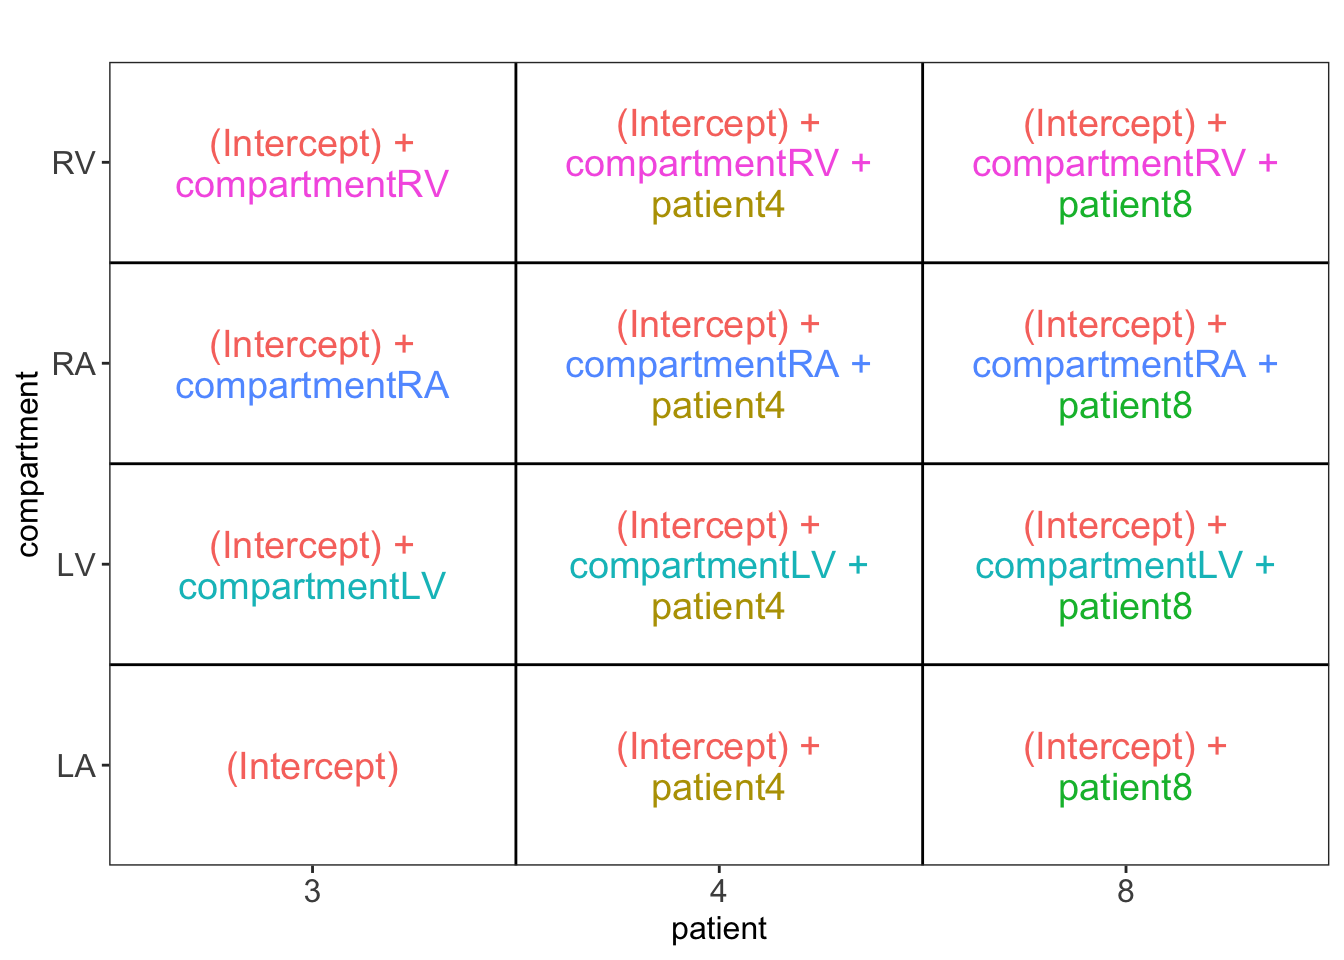 RV
(Intercept) +
compartmentRV
(Intercept) +
compartmentRV +
patient4
(Intercept) +
compartmentRV +
patient8
RA
(Intercept) +
compartmentRA
(Intercept) +
compartmentRA +
patient4
(Intercept) +
compartmentRA +
patient8
compartment
LV
(Intercept) +
compartmentLV
(Intercept) +
compartmentLV +
patient4
(Intercept) +
compartmentLV +
patient8
LA
(Intercept)
(Intercept) +
patient4
(Intercept) +
patient8
3
4
8
patient